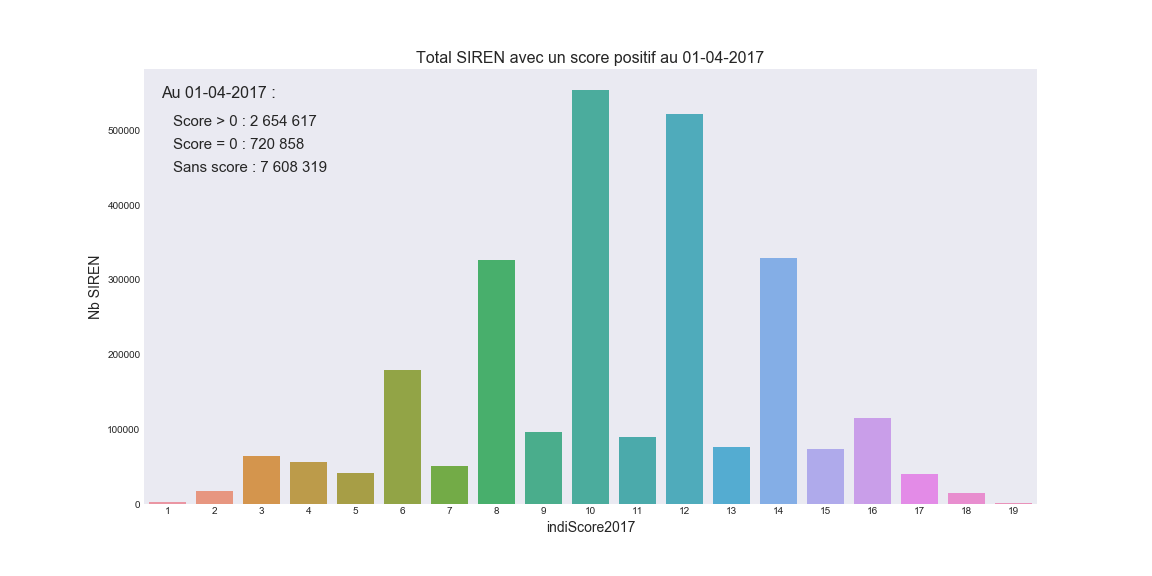 Total SIREN avec un score positif au 01-04-2017
Au 01-04-2017 :
Score > 0 : 2 654 617
Score = 0 : 720 858
Sans score : 7 608 319
Nb SIREN
500000
400000
300000
200000
100000
0
1 2 3 4 5 6 7 8 9 10 11 12 13 14 15 16 17 18 19
indiScore2017